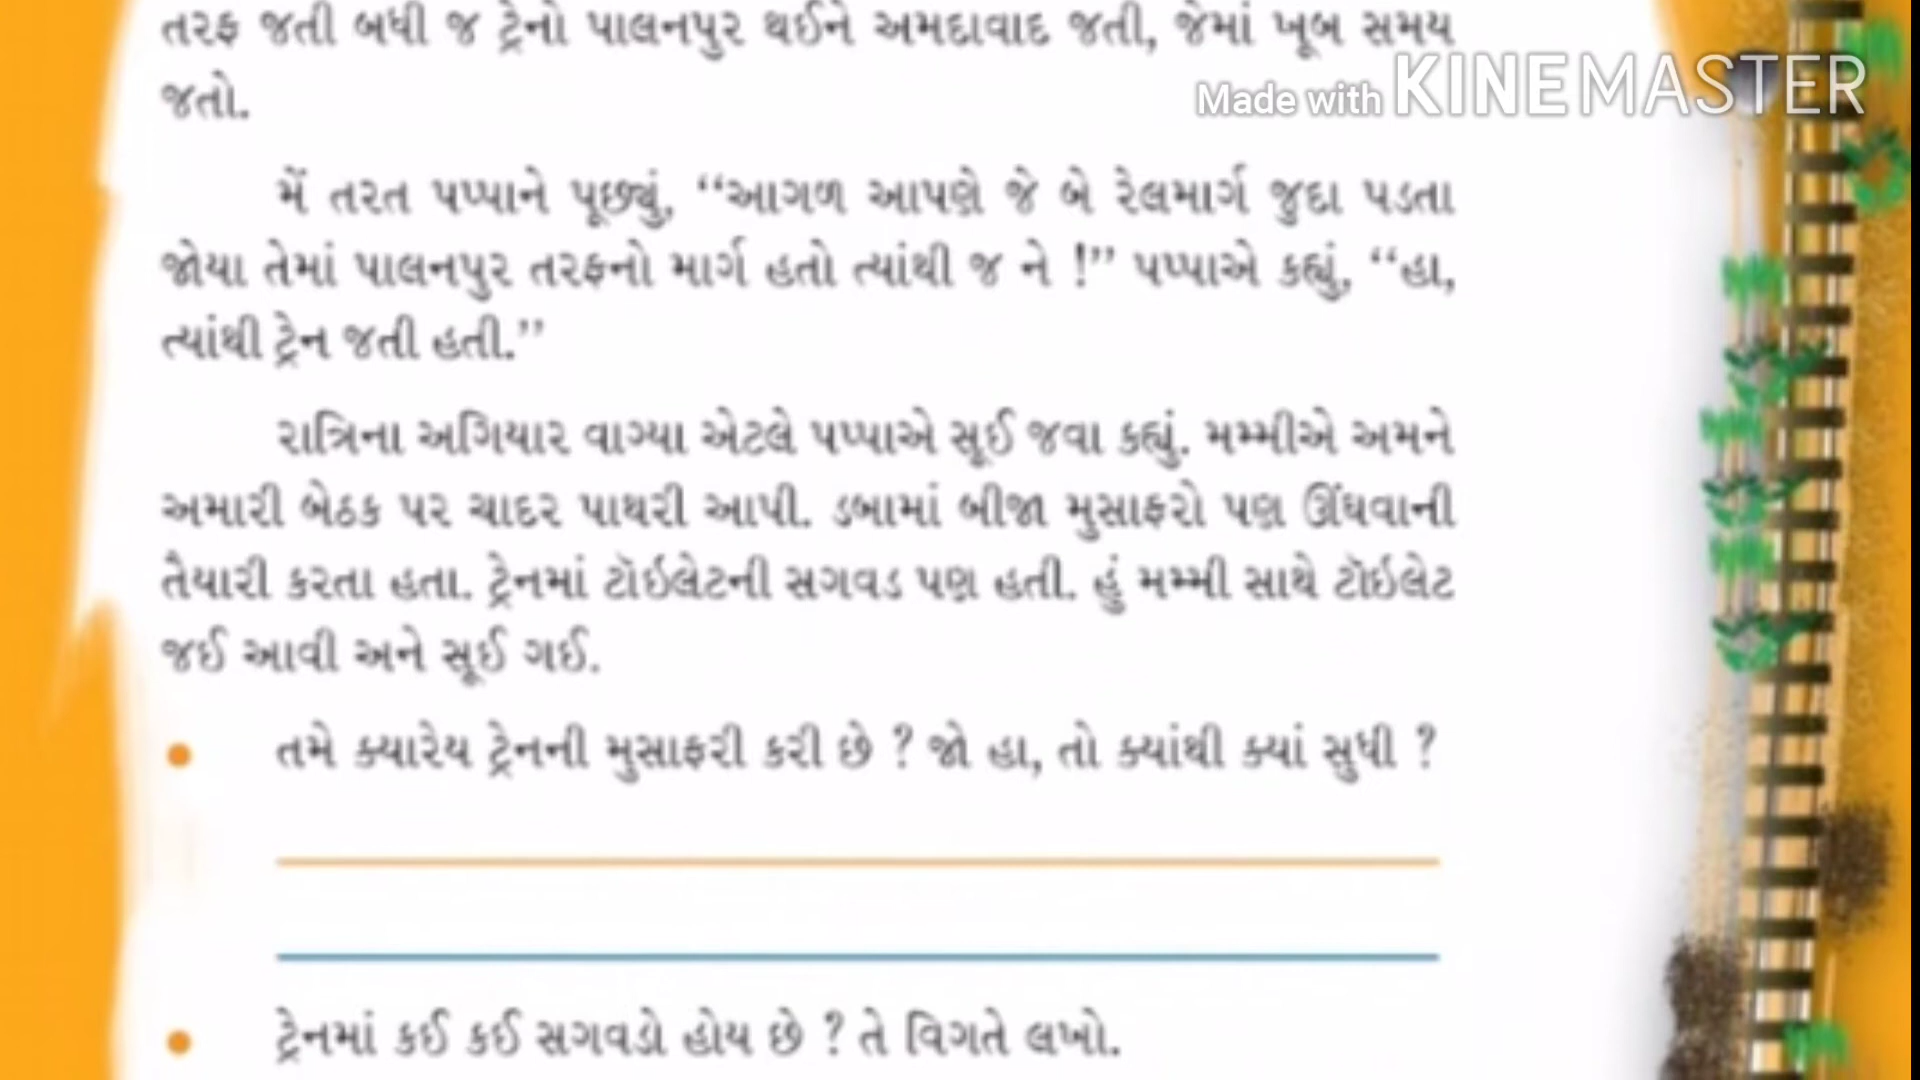 તરફ જતી બધી જ ટ્રેનો પાલનપુર થઈને અમદાવાદ જતી, જેમાં ખૂબ સમય
જતો.
Made with KINEMASTER
મેં તરત પપ્પાને પૂછ્યું, “આગળ આપણે જે બે રેલમાર્ગ જુદા પડતા
જોયા તેમાં પાલનપુર તરફનો માર્ગ હતો ત્યાંથી જ ને !” પપ્પાએ કહ્યું, “હા,
ત્યાંથી ટ્રેન જતી હતી.”
રાત્રિના અગિયાર વાગ્યા એટલે પપ્પાએ સૂઈ જવા કહ્યું. મમ્મીએ અમને
અમારી બેઠક પર ચાદર પાથરી આપી. ડબામાં બીજા મુસાફરો પણ ઊંઘવાની
તૈયારી કરતા હતા. ટ્રેનમાં ટૉઇલેટની સગવડ પણ હતી. હું મમ્મી સાથે ટૉઇલેટ
જઈ આવી અને સૂઈ ગઈ.
• તમે ક્યારેય ટ્રેનની મુસાફરી કરી છે ? જો હા, તો ક્યાંથી ક્યાં સુધી ?
• ટ્રેનમાં કઈ કઈ સગવડો હોય છે ? તે વિગતે લખો.